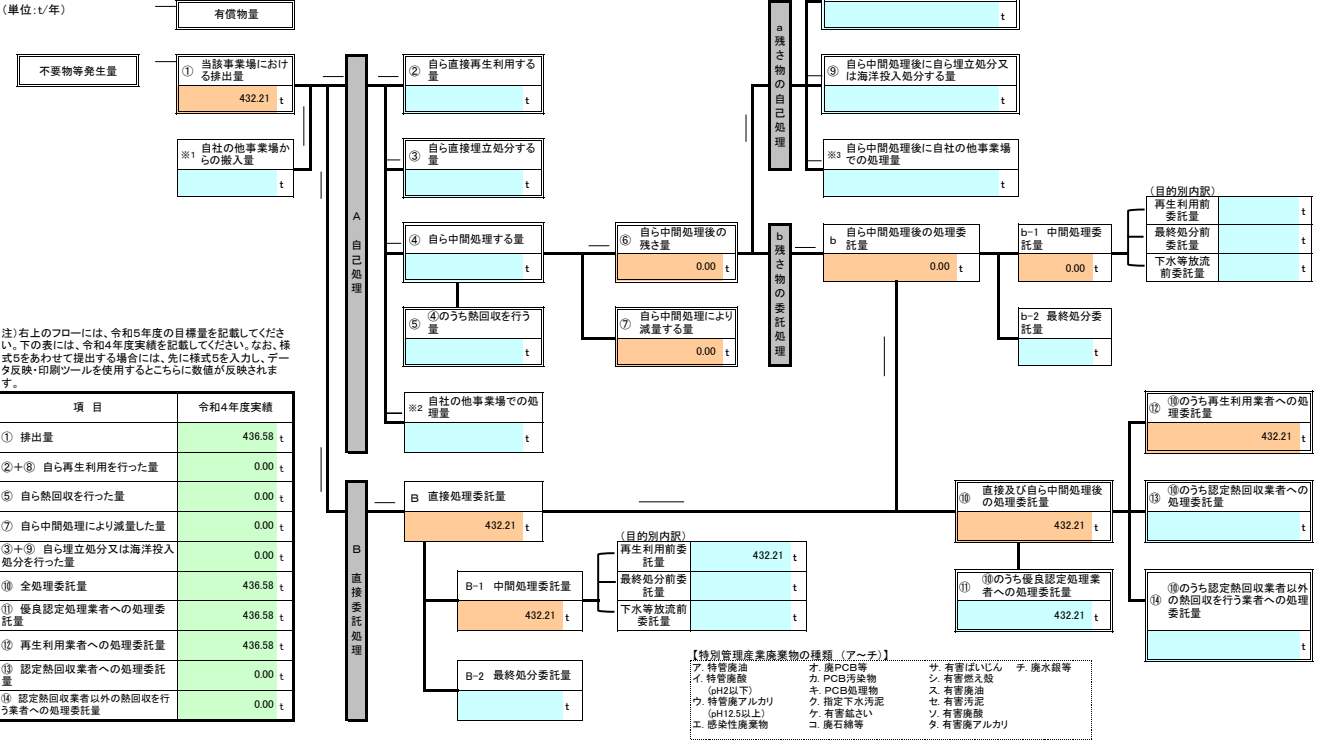 (単位:t/年)
有償物量
不要物等発生量
① 当該事業場におけ
る排出量
432.21 t
※1 自社の他事業場か
らの搬入量
t
A 自己処理
② 自ら直接再生利用する
量
t
③ 自ら直接埋立処分する
量
t
④ 自ら中間処理する量
t
⑤ ④のうち熱回収を行う
量
t
※2 自社の他事業場での処
理量
t
⑥ 自ら中間処理後の
残さ量
0.00 t
⑦ 自ら中間処理により
減量する量
0.00 t
a 残さ物の自己処理
t
⑨ 自ら中間処理後に自ら埋立処分又
は海洋投入処分する量
t
※3 自ら中間処理後に自社の他事業場
での処理量
t
b 残さ物の委託処理
b 自ら中間処理後の処理委
託量
0.00 t
b-1 中間処理委
託量
0.00 t
(目的別内訳)
再生利用前
委託量
t
最終処分前
委託量
t
下水等放流
前委託量
t
b-2 最終処分委
託量
t
注)右上のフローには、令和5年度の目標量を記載してくださ
い。下の表には、令和4年度実績を記載してください。なお、様
式5をあわせて提出する場合には、先に様式5を入力し、デー
タ反映・印刷ツールを使用するとこちらに数値が反映されま
す。
項 目 令和4年度実績
① 排出量 436.58 t
②+⑧ 自ら再生利用を行った量 0.00 t
⑤ 自ら熱回収を行った量 0.00 t
⑦ 自ら中間処理により減量した量 0.00 t
③+⑨ 自ら埋立処分又は海洋投入
処分を行った量 0.00 t
⑩ 全処理委託量 436.58 t
⑪ 優良認定処理業者への処理委
託量 436.58 t
⑫ 再生利用業者への処理委託量 436.58 t
⑬ 認定熱回収業者への処理委託
量 0.00 t
⑭ 認定熱回収業者以外の熱回収を行
う業者への処理委託量 0.00 t
B 直接委託処理
B 直接処理委託量
432.21 t
B-1 中間処理委託量
432.21 t
(目的別内訳)
再生利用前委
託量
432.21 t
最終処分前委
託量
t
下水等放流前
委託量
t
B-2 最終処分委託量
t
⑩ 直接及び自ら中間処理後
の処理委託量
432.21 t
⑪ ⑩のうち優良認定処理業
者への処理委託量
432.21 t
⑫ ⑩のうち再生利用業者への処
理委託量
432.21 t
⑬ ⑩のうち認定熱回収業者への
処理委託量
t
⑭ ⑩のうち認定熱回収業者以外
の熱回収を行う業者への処理
委託量
t
【特別管理産業廃棄物の種類 (ア~チ)】
ア. 特管廃油 オ. 廃PCB等 サ. 有害ばいじん チ. 廃水銀等
イ. 特管廃酸 カ. PCB汚染物 シ. 有害燃え殻
(pH2以下) キ. PCB処理物 ス. 有害廃油
ウ. 特管廃アルカリ ク. 指定下水汚泥 セ. 有害汚泥
(pH12.5以上) ケ. 有害鉱さい ソ. 有害廃酸
エ. 感染性廃棄物 コ. 廃石綿等 タ. 有害廃アルカリ